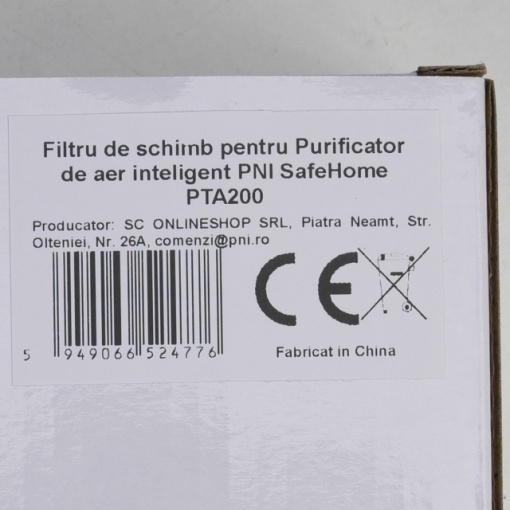 Filtru de schimb pentru Purificator
de aer inteligent PNI SafeHome
PTA200
Producator: SC ONLINESHOP SRL, Piatra Neamt, Str.
Olteniei, Nr. 26A, comenzi@pni.ro
CE
5 949066 524776
Fabricat in China